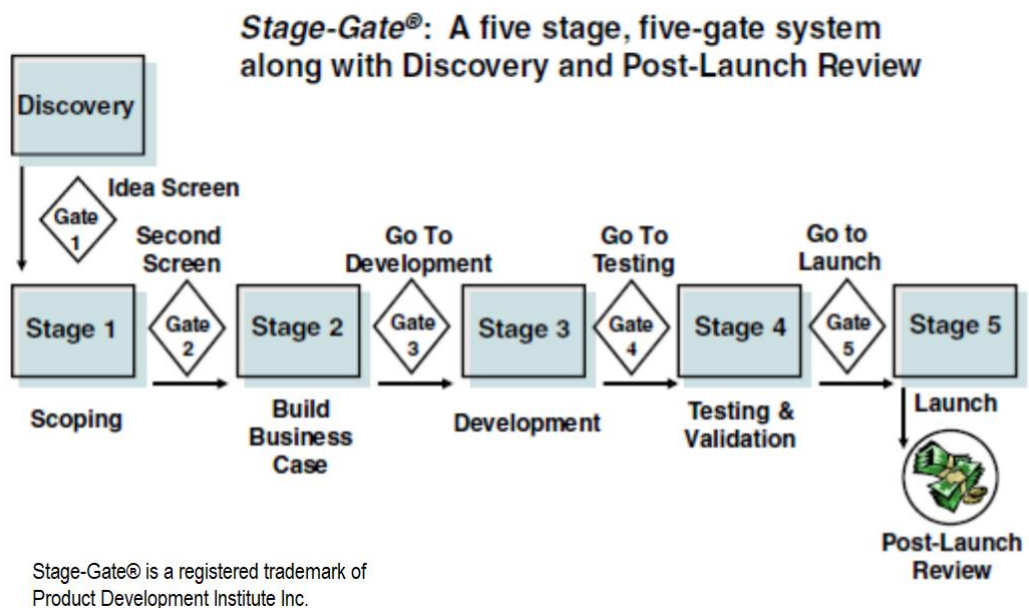 Stage-Gate®: A five stage, five-gate system
along with Discovery and Post-Launch Review
Discovery
Idea Screen
Gate
1
Second
Screen
Go To
Development
Go To
Testing
Go to
Launch
Stage 1
Gate
2
Stage 2
Gate
3
Stage 3
Gate
4
Stage 4
Gate
5
Stage 5
Scoping
Build
Business
Case
Development
Testing &
Validation
Launch
Post-Launch
Review
Stage-Gate® is a registered trademark of
Product Development Institute Inc.